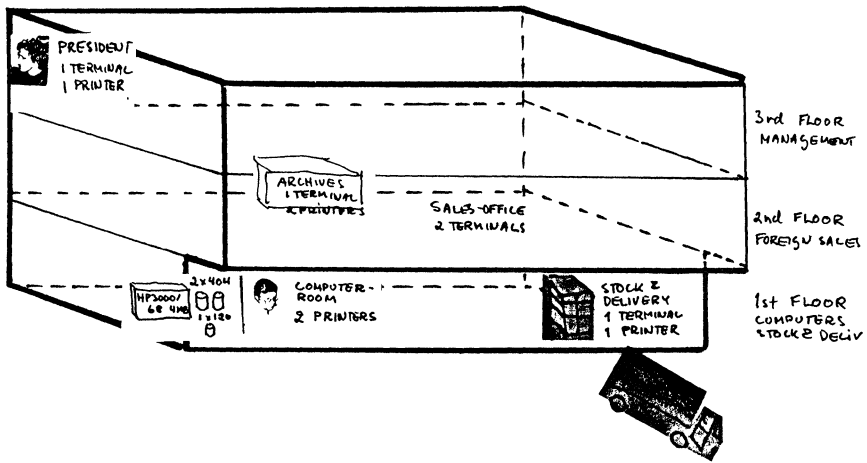 PRESIDENT
1 TERMINAL
1 PRINTER
3rd FLOOR
MANAGEMENT
ARCHIVES
1 TERMINAL
2 PRINTERS
SALES-OFFICE
2 TERMINALS
2nd FLOOR
FOREIGN SALES
HP3000/
68 4MB
2x404
1x120
COMPUTER-
ROOM
2 PRINTERS
STOCK &
DELIVERY
1 TERMINAL
1 PRINTER
1st FLOOR
COMPUTERS
STOCK & DELIV